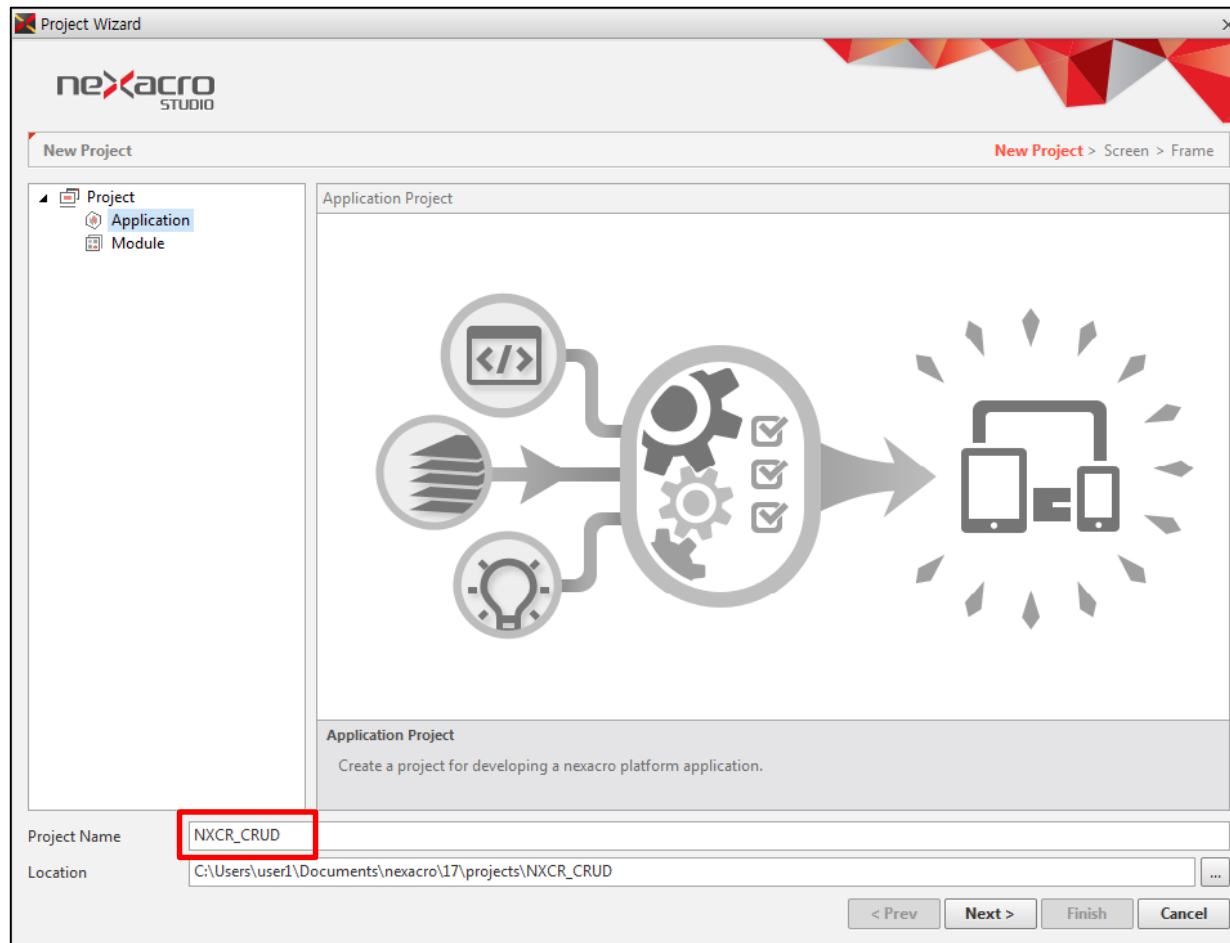 Project Wizard
nexacro
STUDIO
New Project
New Project > Screen > Frame
Project
Application
Module
Application Project
</>
Application Project
Create a project for developing a nexacro platform application.
Project Name
NXCR_CRUD
Location
C:\Users\user1\Documents\nexacro\17\projects\NXCR_CRUD
...
< Prev
Next >
Finish
Cancel